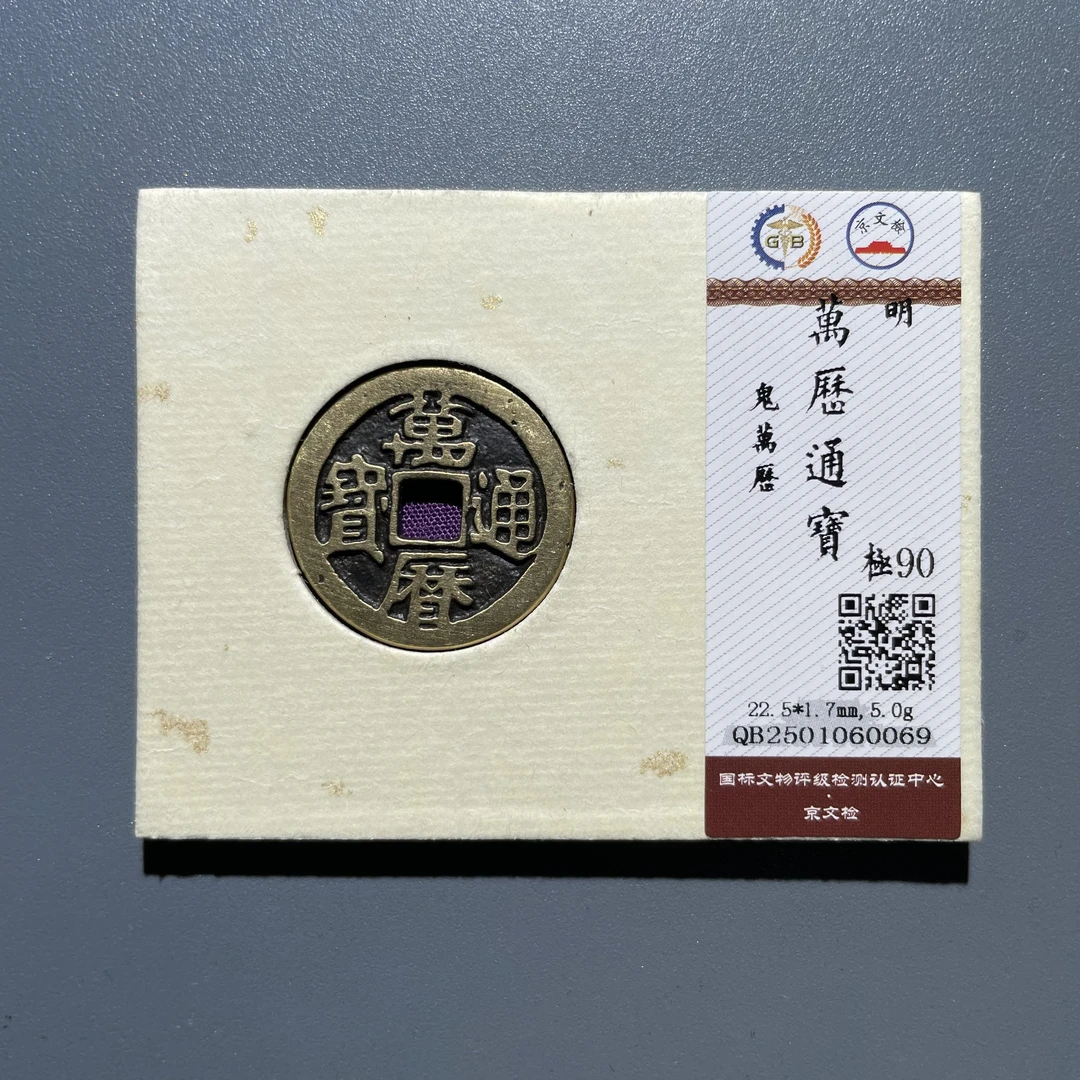 萬曆通寶
GB
京文檢
明
萬曆通寶
鬼萬曆
極90
22.5*1.7mm,5.0g
QB2501060069
国标文物评级检测认证中心
·
京文检